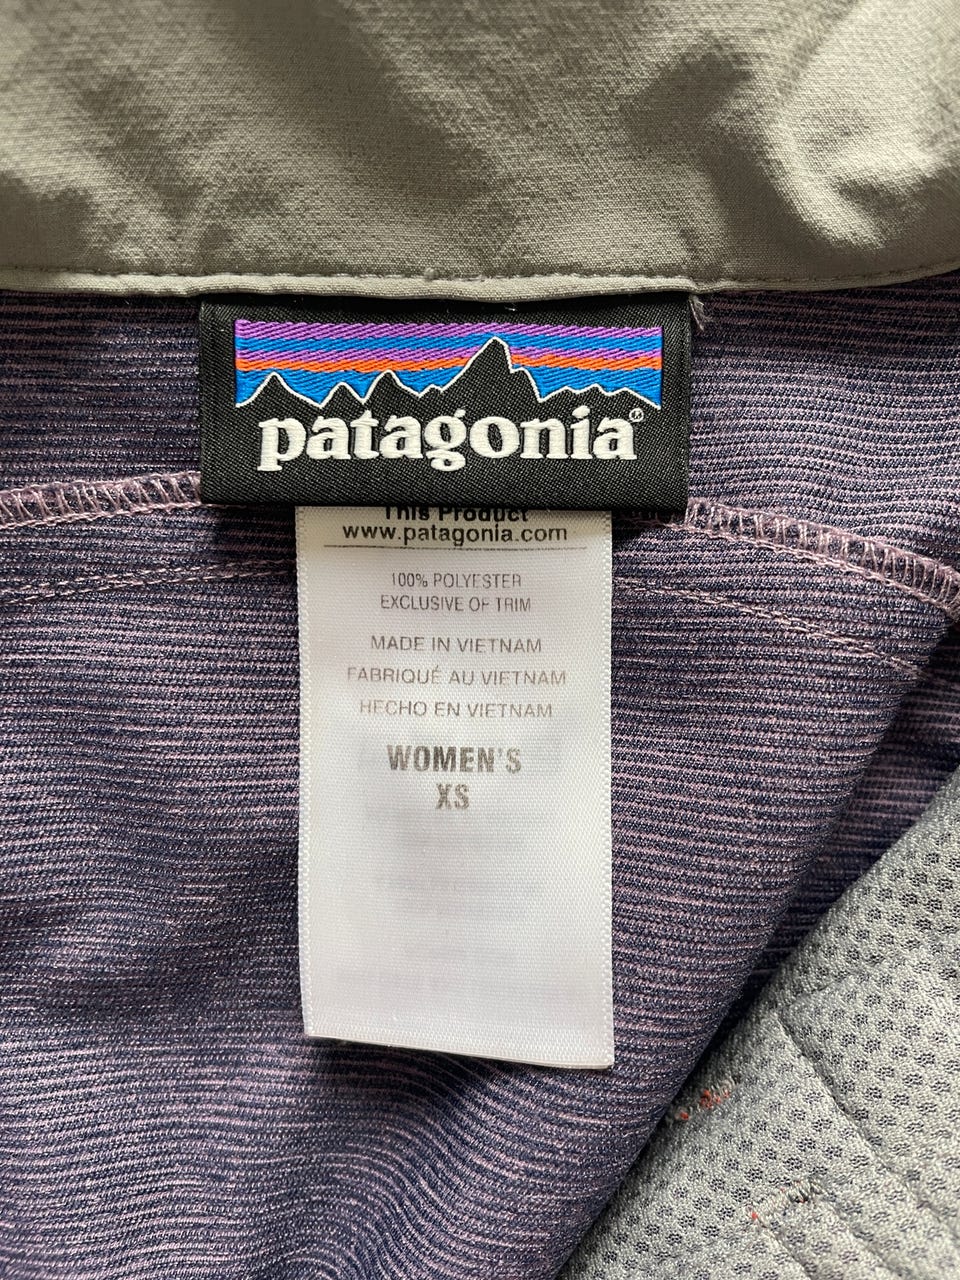 patagonia®
This Product
www.patagonia.com
100% POLYESTER
EXCLUSIVE OF TRIM
MADE IN VIETNAM
FABRIQUÉ AU VIETNAM
HECHO EN VIETNAM
WOMEN'S
XS